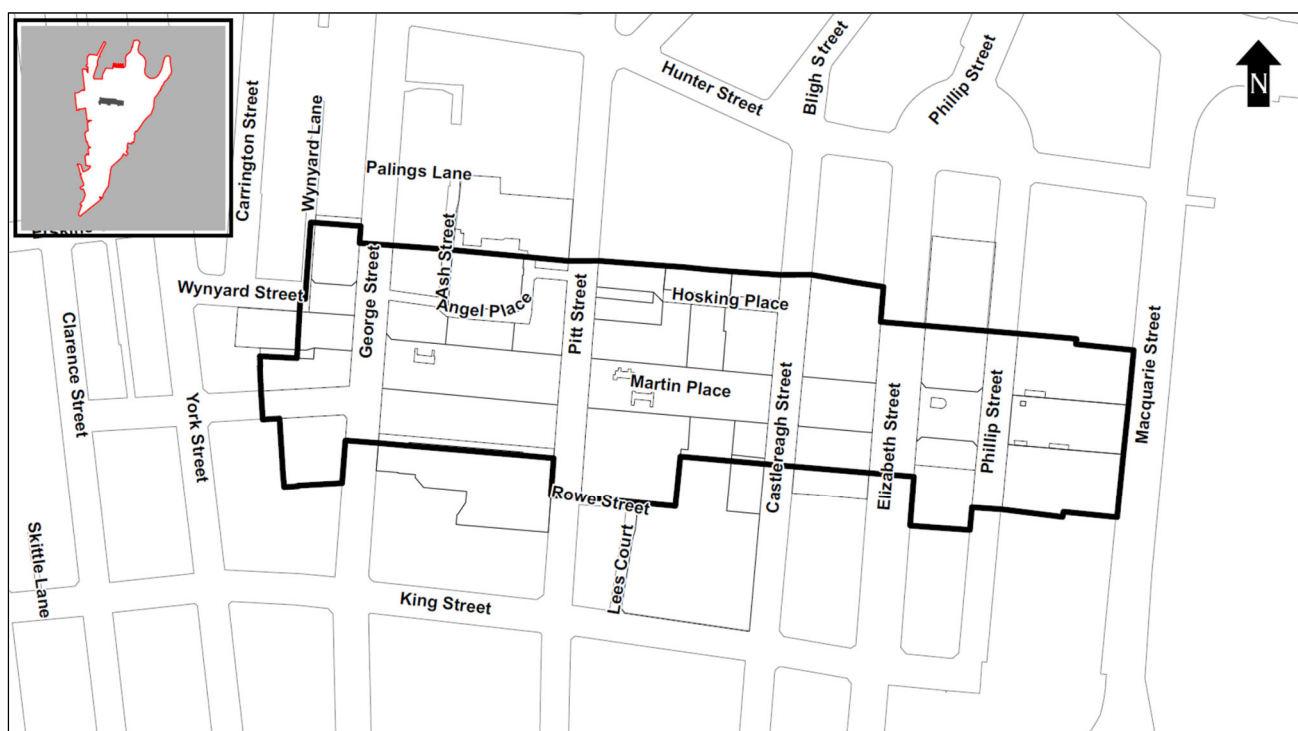 Hunter Street
Bligh Street
Phillip Street
N
Carrington Street
Wynyard Lane
Palings Lane
Ash Street
George Street
Wynyard Street
Angel Place
Pitt Street
Hosking Place
Clarence Street
York Street
Martin Place
Castlereagh Street
Elizabeth Street
Phillip Street
Macquarie Street
Rowe Street
Skittle Lane
Lees Court
King Street